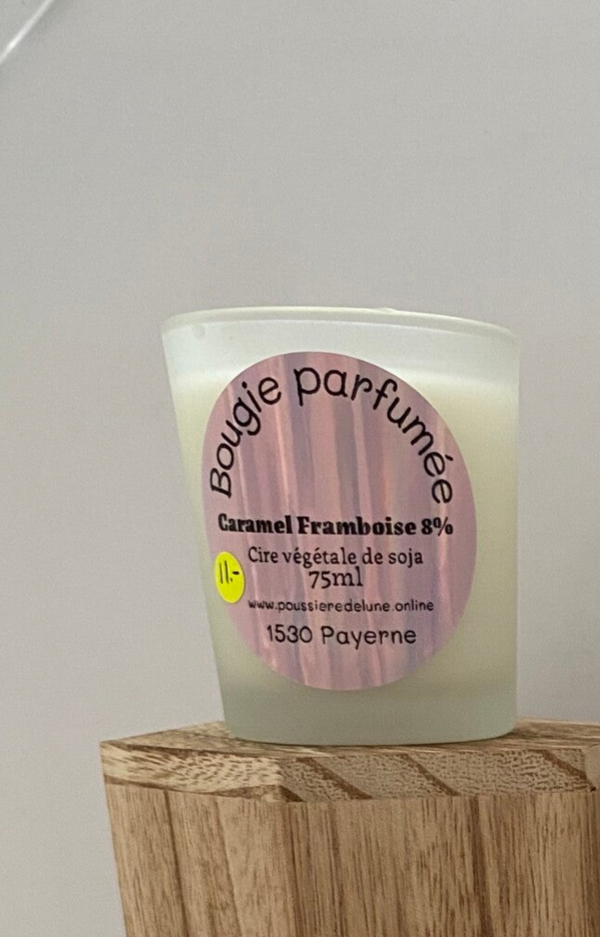 Bougie parfumée
Caramel Framboise 8%
Cire végétale de soja
75ml
11.-
www.poussieredelune.online
1530 Payerne